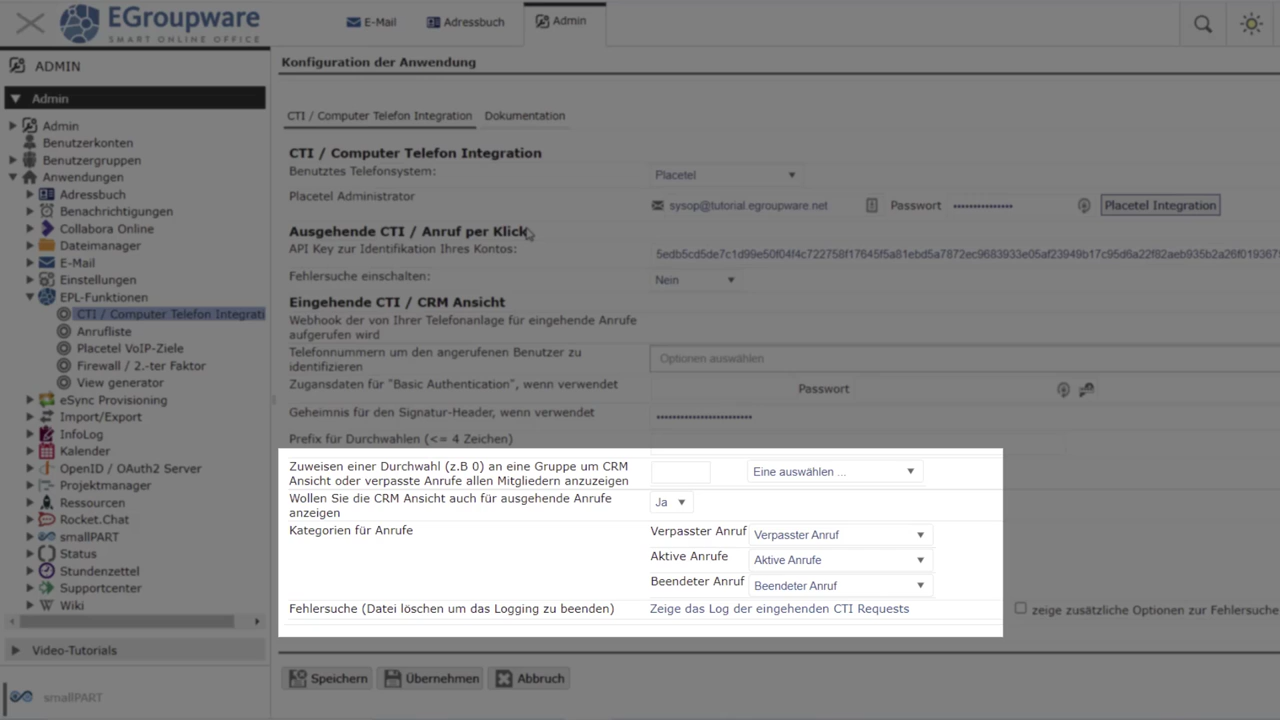 EGroupware
SMART ONLINE OFFICE
E-Mail
Adressbuch
Admin
ADMIN
Admin
Admin
Benutzerkonten
Benutzergruppen
Anwendungen
Adressbuch
Benachrichtigungen
Collabora Online
Dateimanager
E-Mail
Einstellungen
EPL-Funktionen
CTI / Computer Telefon Integrati
Anrufliste
Placetel VoIP-Ziele
Firewall / 2.-ter Faktor
View generator
eSync Provisioning
Import/Export
InfoLog
Kalender
OpenID / OAuth2 Server
Projektmanager
Ressourcen
Rocket.Chat
smallPART
Status
Stundenzettel
Supportcenter
Wiki
Video-Tutorials
smallPART
Konfiguration der Anwendung
CTI / Computer Telefon Integration Dokumentation
CTI / Computer Telefon Integration
Benutztes Telefonsystem: Placetel
Placetel Administrator sysop@tutorial.egroupware.net Passwort •••••••••••••• Placetel Integration
Ausgehende CTI / Anruf per Klick
API Key zur Identifikation Ihres Kontos:
Fehlersuche einschalten: Nein
Eingehende CTI / CRM Ansicht
Webhook der von Ihrer Telefonanlage für eingehende Anrufe
aufgerufen wird
Telefonnummern um den angerufenen Benutzer zu
identifizieren
Optionen auswählen
Zugansdaten für "Basic Authentication", wenn verwendet Passwort
Geheimnis für den Signatur-Header, wenn verwendet ••••••••••••••••••••••
Prefix für Durchwahlen (<= 4 Zeichen)
Zuweisen einer Durchwahl (z.B 0) an eine Gruppe um CRM
Ansicht oder verpasste Anrufe allen Mitgliedern anzuzeigen
Eine auswählen ...
Wollen Sie die CRM Ansicht auch für ausgehende Anrufe
anzeigen
Ja
Kategorien für Anrufe Verpasster Anruf Verpasster Anruf
Aktive Anrufe Aktive Anrufe
Beendeter Anruf Beendeter Anruf
Fehlersuche (Datei löschen um das Logging zu beenden) Zeige das Log der eingehenden CTI Requests zeige zusätzliche Optionen zur Fehlersuche
Speichern Übernehmen Abbruch